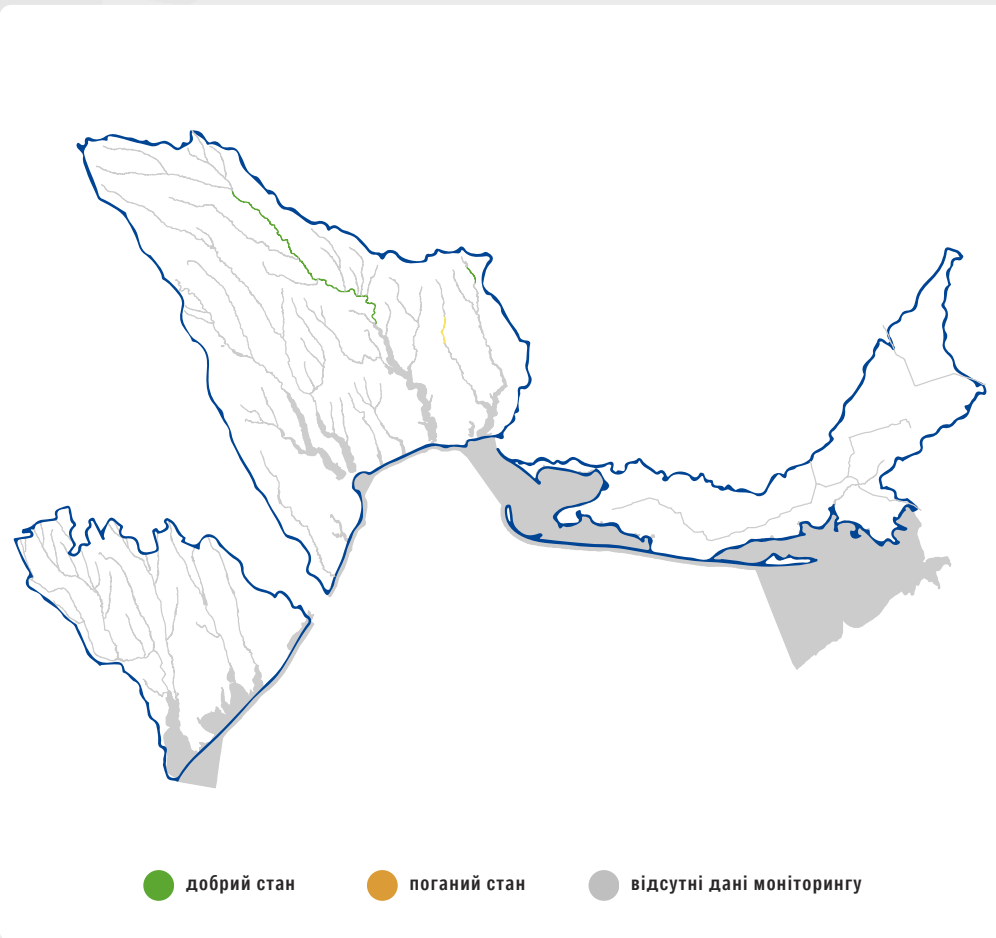 добрий стан
поганий стан
відсутні дані моніторингу